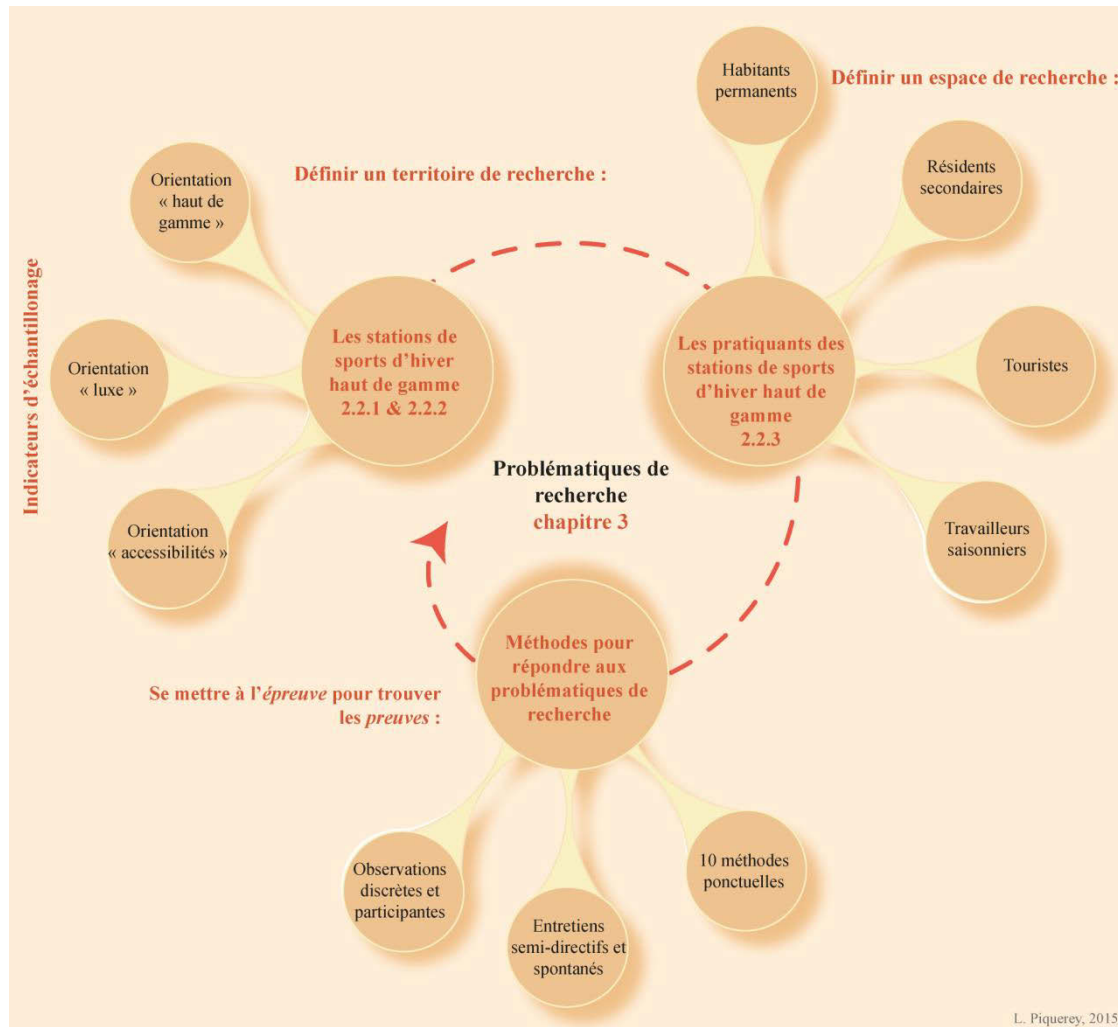 Indicateurs d'échantillonage
Définir un territoire de recherche :
Orientation
« haut de
gamme »
Orientation
« luxe »
Orientation
« accessibilités »
Les stations de
sports d'hiver
haut de gamme
2.2.1 & 2.2.2
Définir un espace de recherche :
Habitants
permanents
Résidents
secondaires
Touristes
Travailleurs
saisonniers
Les pratiquants des
stations de sports
d'hiver haut de
gamme
2.2.3
Problématiques de
recherche
chapitre 3
Se mettre à l'épreuve pour trouver
les preuves :
Méthodes pour
répondre aux
problématiques de
recherche
Observations
discrètes et
participantes
Entretiens
semi-directifs et
spontanés
10 méthodes
ponctuelles
L. Piquerey, 2015